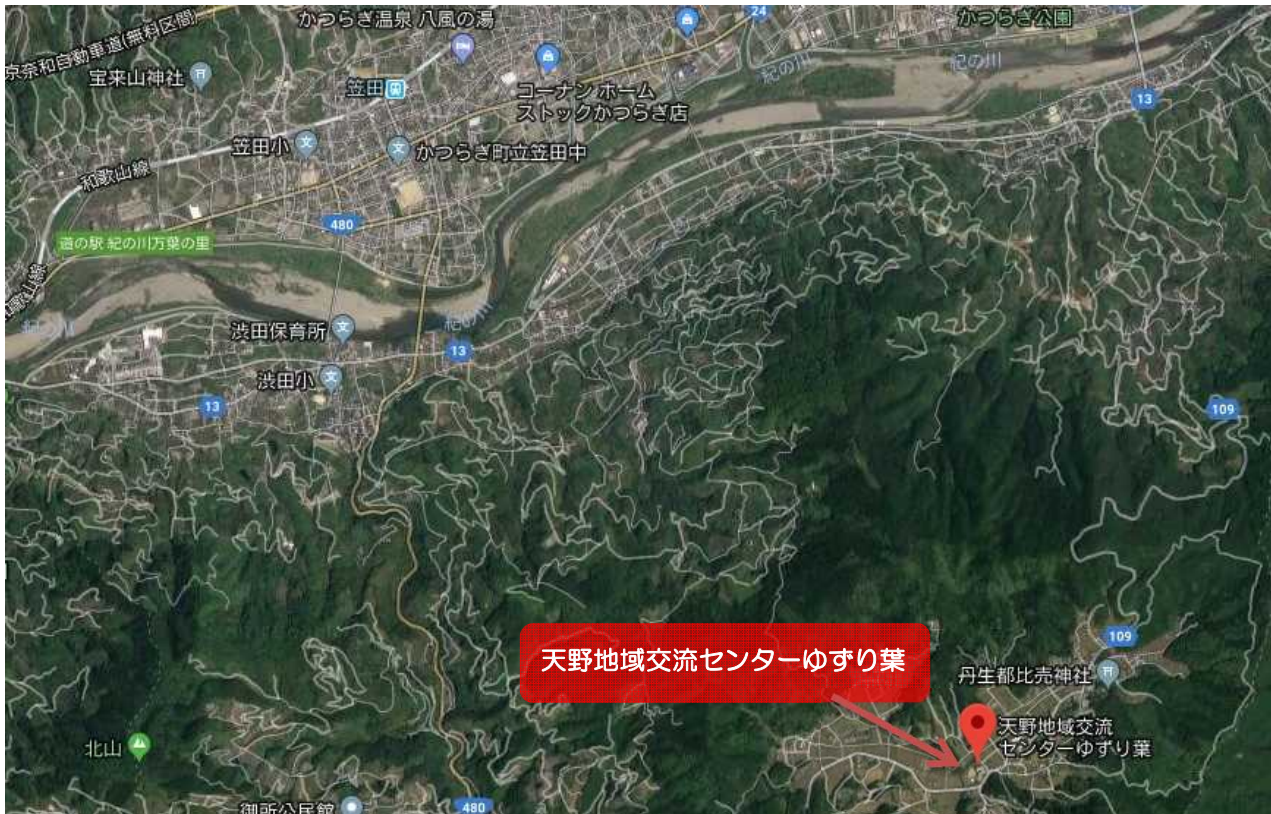 かつらぎ温泉 八風の湯
24
かつらぎ公園
京奈和自動車道(無料区間)
宝来山神社
笠田
コーナン ホーム
ストックかつらぎ店
紀の川
紀の川
13
笠田小
かつらぎ町立笠田中
和歌山線
480
道の駅 紀の川万葉の里
和歌山線
紀の川
渋田保育所
紀の川
13
渋田小
13
109
天野地域交流センターゆずり葉
109
丹生都比売神社
天野地域交流
センターゆずり葉
北山
御所公民館
480